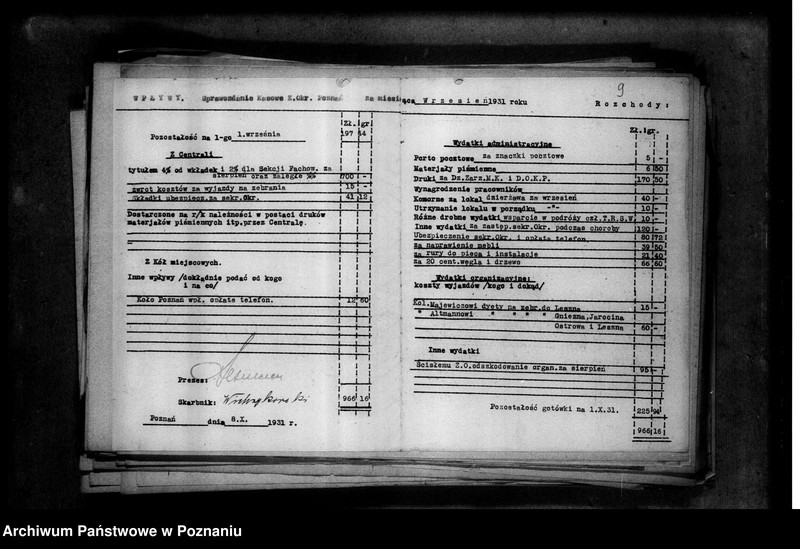 WPŁYWY. Sprawozdanie Kasowe Z.Okr. Poznań za miesiąca Wrzesień 1931 roku
9
Rozchody:
Zł. gr
Pozostałość na 1-go 1.września 197 44
Z Centrali
tytułem 4% od wkładek i 2% dla Sekcji Fachow. za
sierpień oraz zaległe 700 -
zwrot kosztów za wyjazdy na zebrania 15 -
Składki ubezpiecz.za sekr.Okr. 41 12
Dostarczone na r/k należności w postaci druków
materjałów piśmiennych itp.przez Centralę.
Z Kół miejscowych.
Inne wpływy /dokładnie podać od kogo
i na co/
Koło Poznań wpł. opłatę telefon. 12 60
Prezes:
Skarbnik: 966 16
Poznań dnia 8.X. 1931 r.
Zł. gr.
Wydatki administracyjne
Porto pocztowe za znaczki pocztowe 5 -
Materjały piśmienne 6 50
Druki za Dz.Zarz.M.K. i D.O.K.P. 170 50
Wynagrodzenie pracowników
Komorne za lokal dzierżawa za wrzesień 40 -
Utrzymanie lokalu w porządku -"- 10 -
Różne drobne wydatki wsparcie w podróży czł.T.R.S.W. 10 -
Inne wydatki za zastęp.sekr.Okr. podczas choroby 120 -
Ubezpieczenie sekr.Okr. i opłata telefon. 80 72
za naprawienie mebli 39 50
za rury do pieca i instalacje 21 40
za 20 cent.węgla i drzewo 66 60
Wydatki organizacyjne:
koszty wyjazdów /kogo i dokąd/
Kol.Majewiczowi dyety na zebr.do Leszna 15 -
" Altmannowi " " " " Gniezna,Jarocina
Ostrowa i Leszna 60 -
Inne wydatki
Ścisłemu Z.O.odszkodowanie organ.za sierpień 95 -
Pozostałość gotówki na 1.X.31. 225 94
966 16
Archiwum Państwowe w Poznaniu